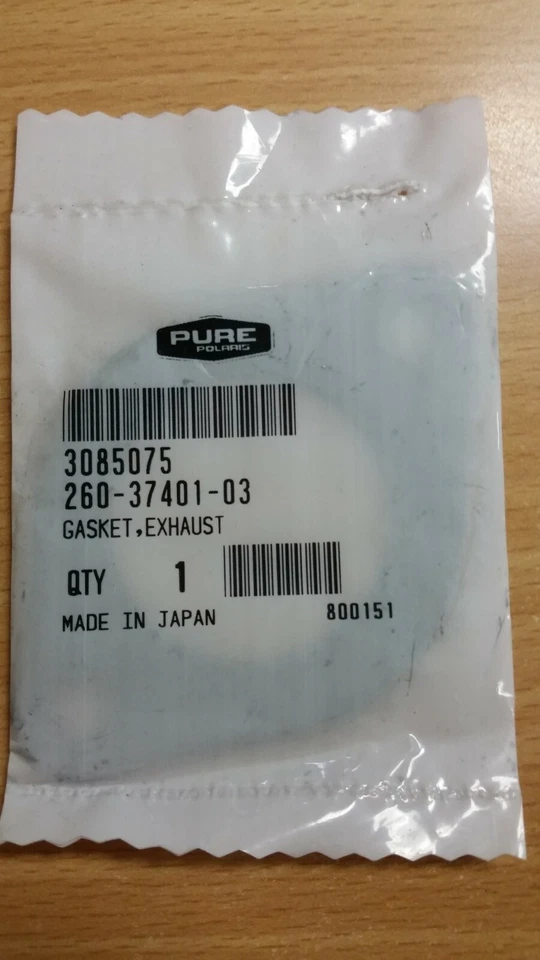 PURE
POLARIS
3085075
260-37401-03
GASKET,EXHAUST
QTY 1
MADE IN JAPAN 800151